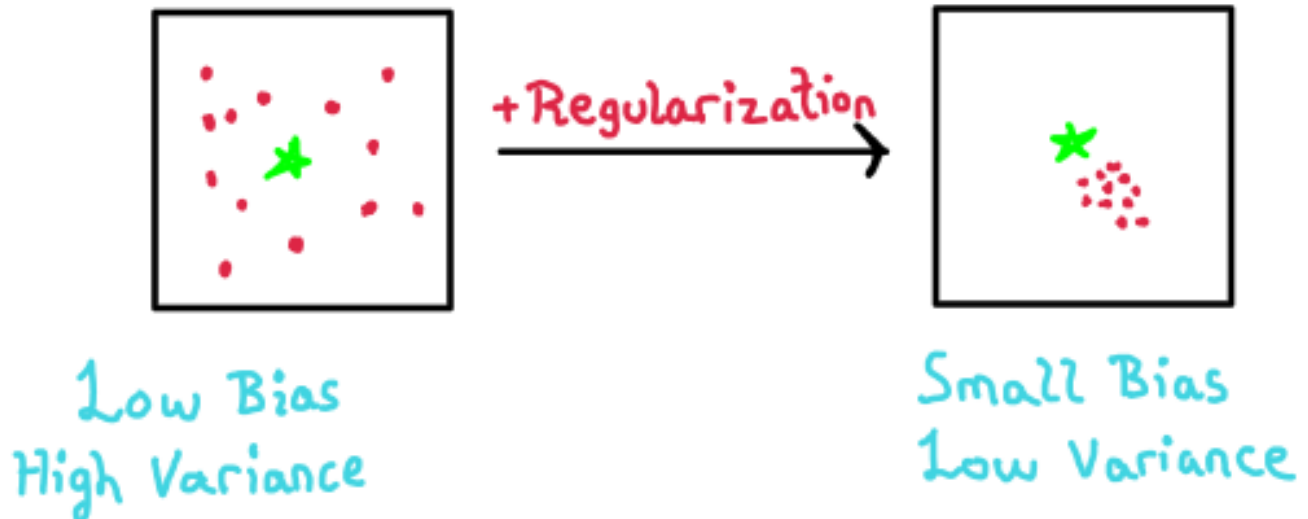 +Regularization
Low Bias
High Variance
Small Bias
Low Variance